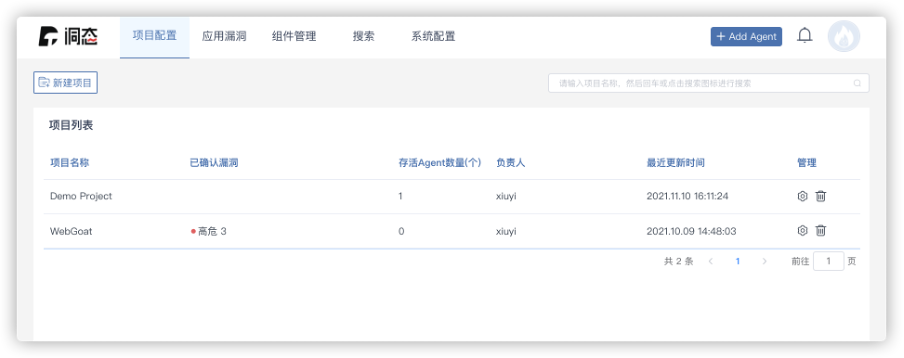 洞态 项目配置 应用漏洞 组件管理 搜索 系统配置 + Add Agent
新建项目 请输入项目名称，然后回车或点击搜索图标进行搜索
项目列表
项目名称 已确认漏洞 存活Agent数量(个) 负责人 最近更新时间 管理
Demo Project 1 xiuyi 2021.11.10 16:11:24
WebGoat 高危 3 0 xiuyi 2021.10.09 14:48:03
共 2 条 < 1 > 前往 1 页